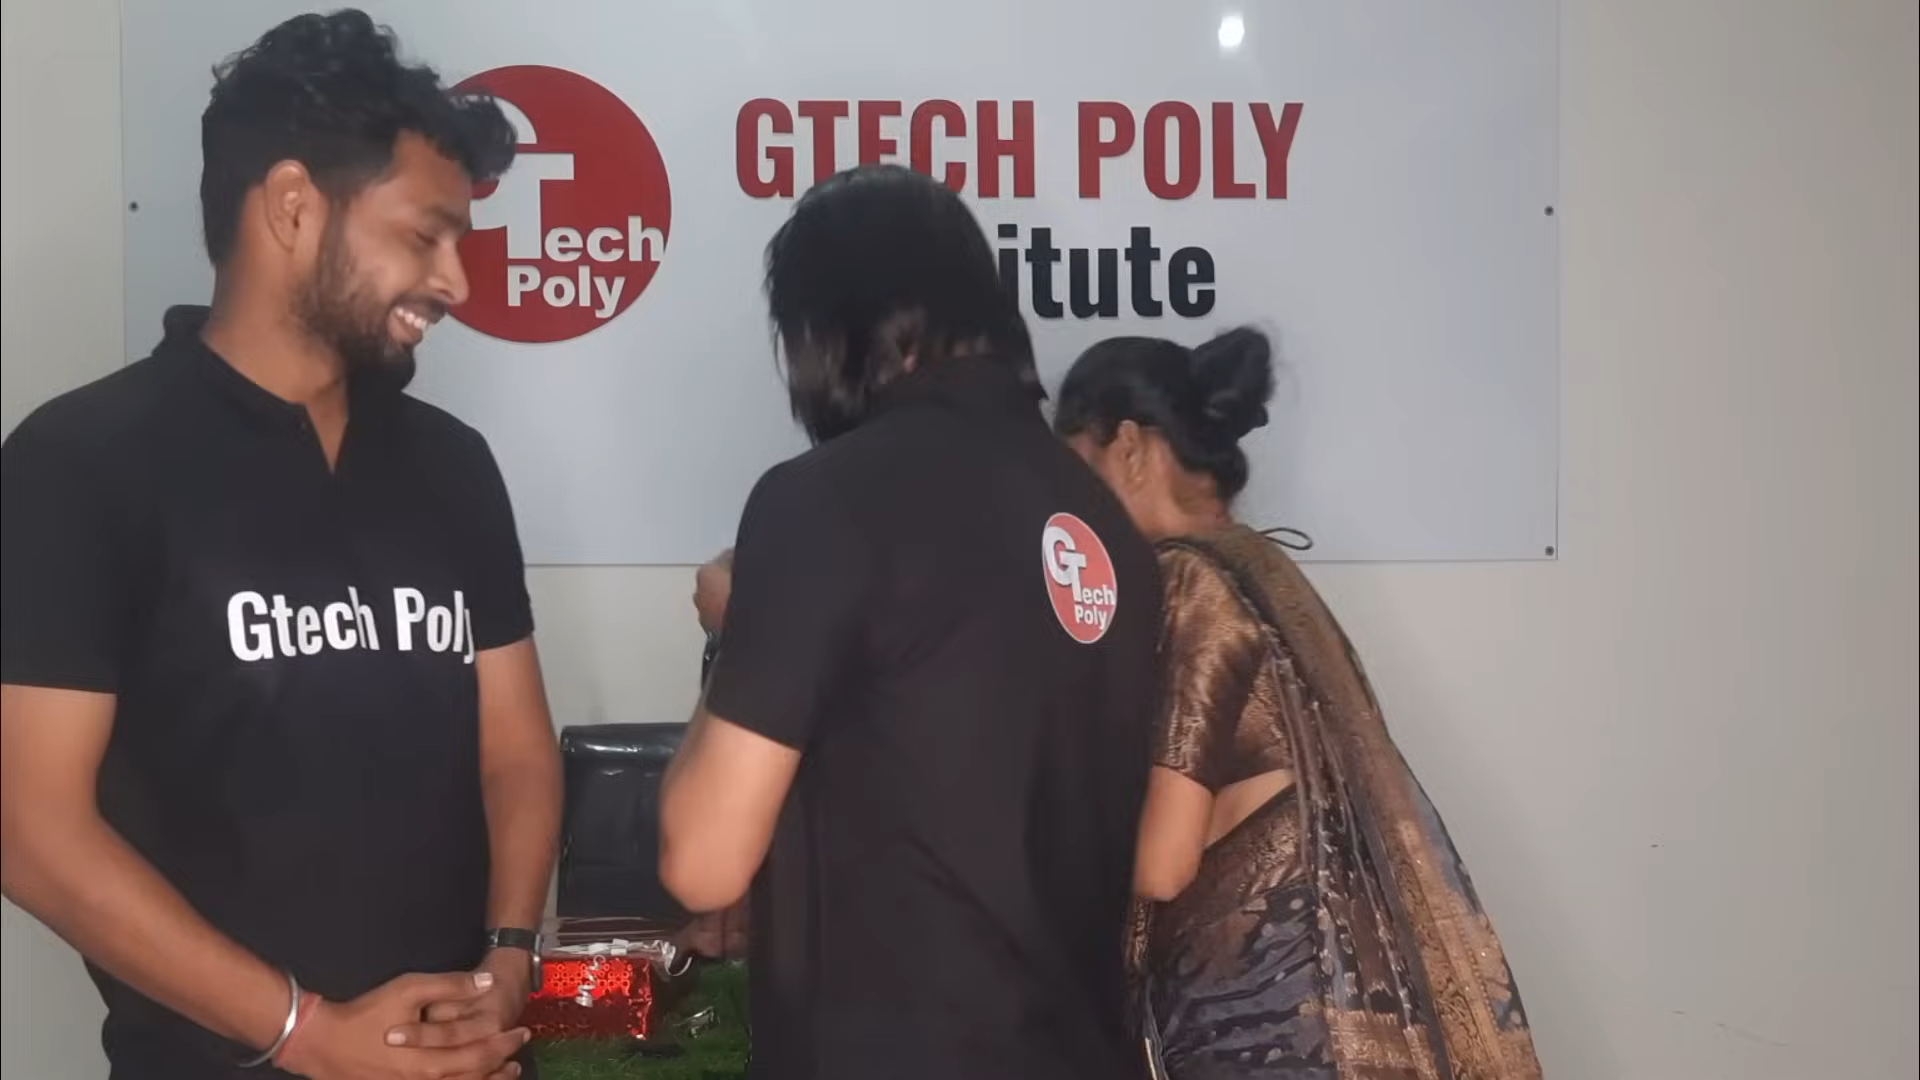 GTECH POLY
itute
GTech
Poly
Gtech Poly
GTech
Poly